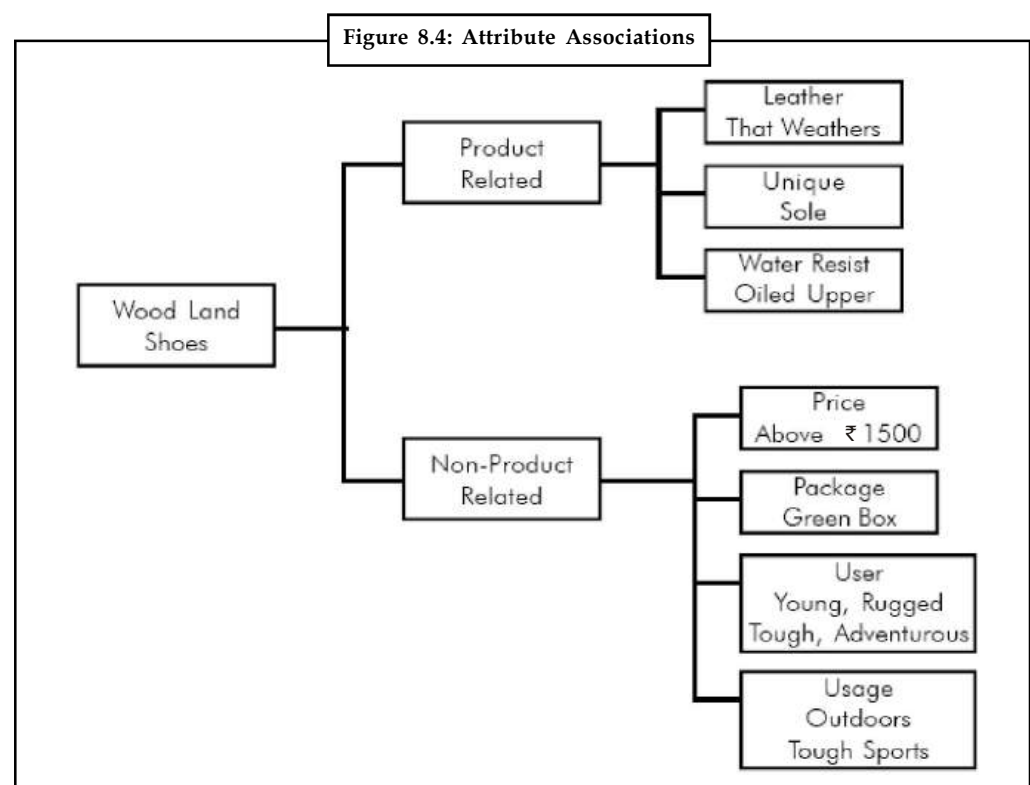 Figure 8.4: Attribute Associations
Wood Land
Shoes
Product
Related
Leather
That Weathers
Unique
Sole
Water Resist
Oiled Upper
Non-Product
Related
Price
Above ₹ 1500
Package
Green Box
User
Young, Rugged
Tough, Adventurous
Usage
Outdoors
Tough Sports